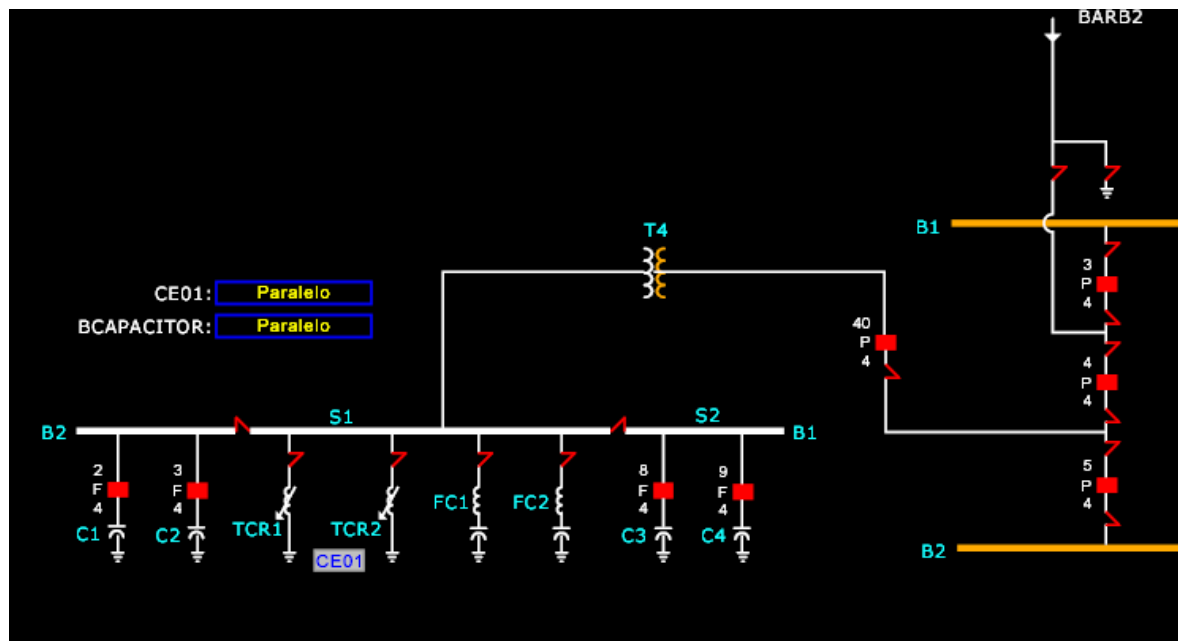 BARB2
B1
T4
CE01: Paralelo
BCAPACITOR: Paralelo
3
P
4
40
P
4
4
P
4
B2
S1
S2
B1
2
F
4
3
F
4
8
F
4
9
F
4
5
P
4
C1
C2
TCR1
TCR2
FC1
FC2
C3
C4
CE01
B2